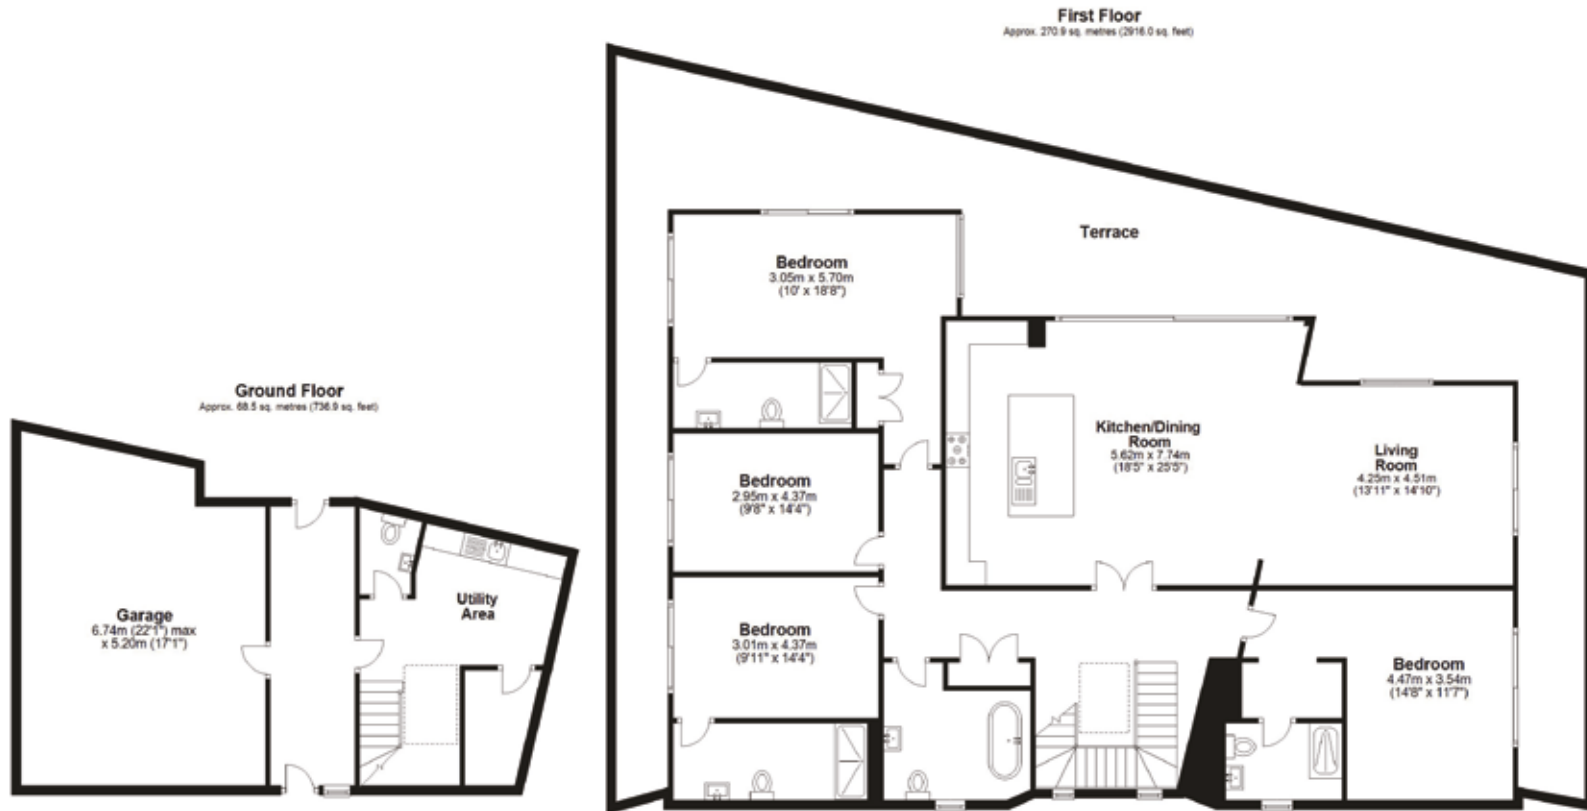 First Floor
Approx. 270.9 sq. metres (2916.0 sq. feet)
Terrace
Bedroom
3.05m x 5.70m
(10' x 18'8")
Ground Floor
Approx. 68.5 sq. metres (736.9 sq. feet)
Kitchen/Dining
Room
5.62m x 7.74m
(18'5" x 25'5")
Living
Room
4.25m x 4.51m
(13'11" x 14'10")
Bedroom
2.95m x 4.37m
(9'8" x 14'4")
Utility
Area
Garage
6.74m (22'1") max
x 5.20m (17'1")
Bedroom
3.01m x 4.37m
(9'11" x 14'4")
Bedroom
4.47m x 3.54m
(14'8" x 11'7")